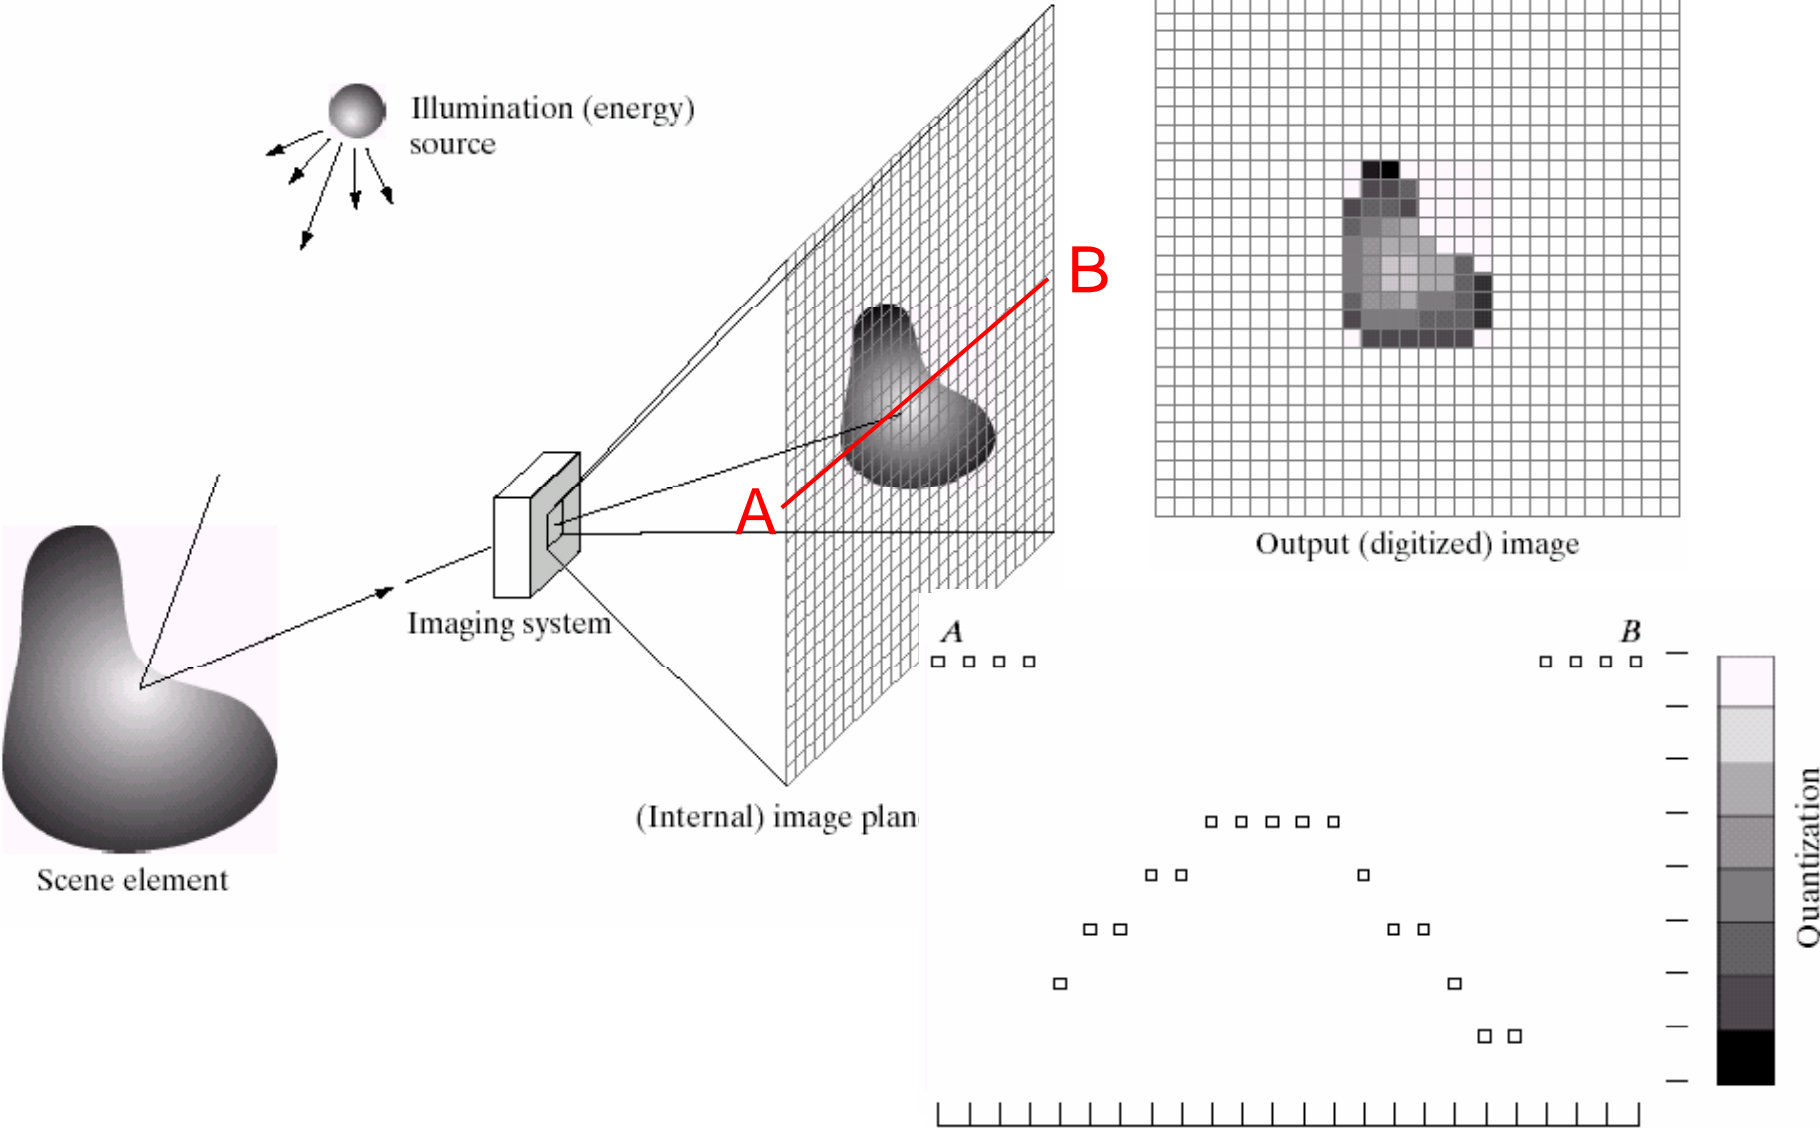 Illumination (energy)
source
B
Output (digitized) image
A
Imaging system
(Internal) image plan
Scene element
A
B
Quantization